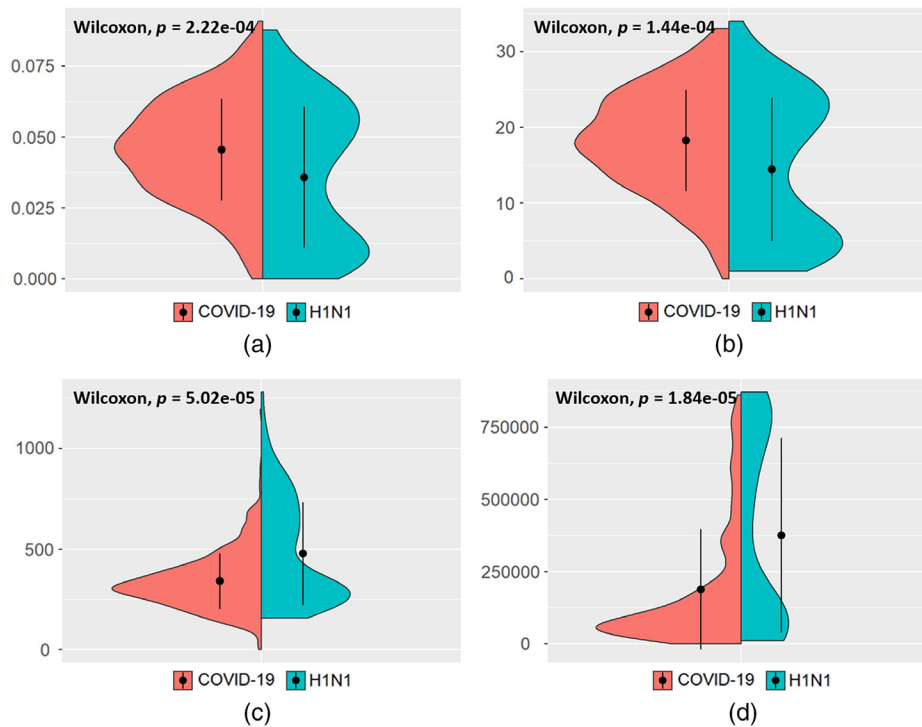 Wilcoxon, p = 2.22e-04
0.075
0.050
0.025
0.000
COVID-19 H1N1
(a)
Wilcoxon, p = 1.44e-04
30
20
10
0
COVID-19 H1N1
(b)
Wilcoxon, p = 5.02e-05
1000
500
0
COVID-19 H1N1
(c)
Wilcoxon, p = 1.84e-05
750000
500000
250000
0
COVID-19 H1N1
(d)